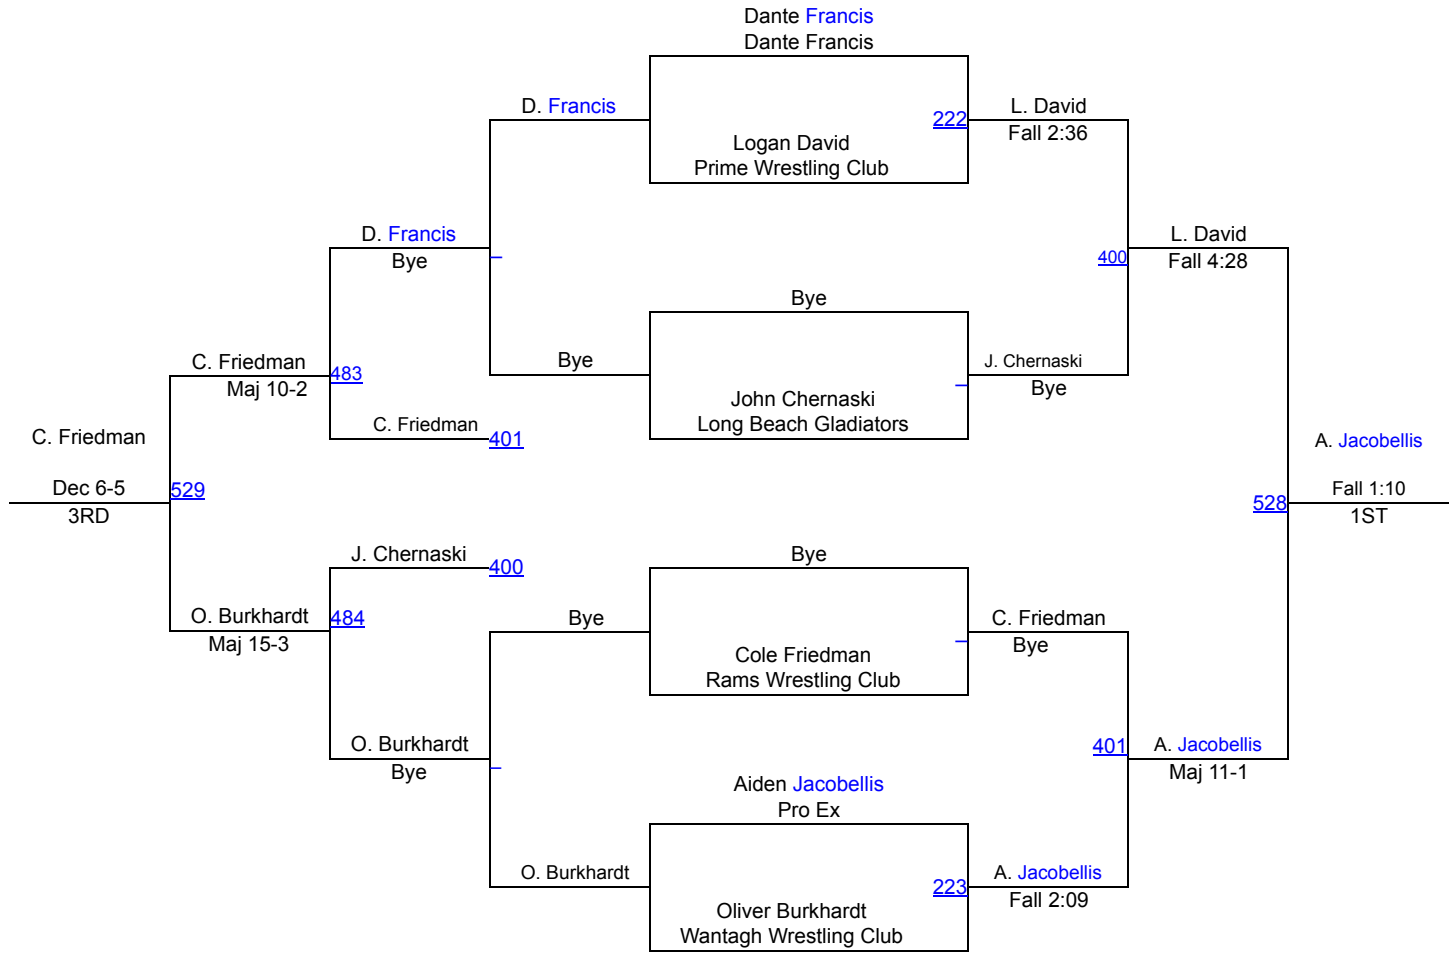 Dante Francis
Dante Francis
D. Francis
222
L. David
Fall 2:36
Logan David
Prime Wrestling Club
D. Francis
Bye
400
L. David
Fall 4:28
Bye
C. Friedman
Maj 10-2
483
Bye
J. Chernaski
Bye
John Chernaski
Long Beach Gladiators
C. Friedman
401
C. Friedman
Dec 6-5
3RD
529
A. Jacobellis
528
Fall 1:10
1ST
J. Chernaski
400
Bye
O. Burkhardt
Maj 15-3
484
Bye
C. Friedman
Bye
Cole Friedman
Rams Wrestling Club
O. Burkhardt
Bye
401
A. Jacobellis
Maj 11-1
Aiden Jacobellis
Pro Ex
O. Burkhardt
223
A. Jacobellis
Fall 2:09
Oliver Burkhardt
Wantagh Wrestling Club